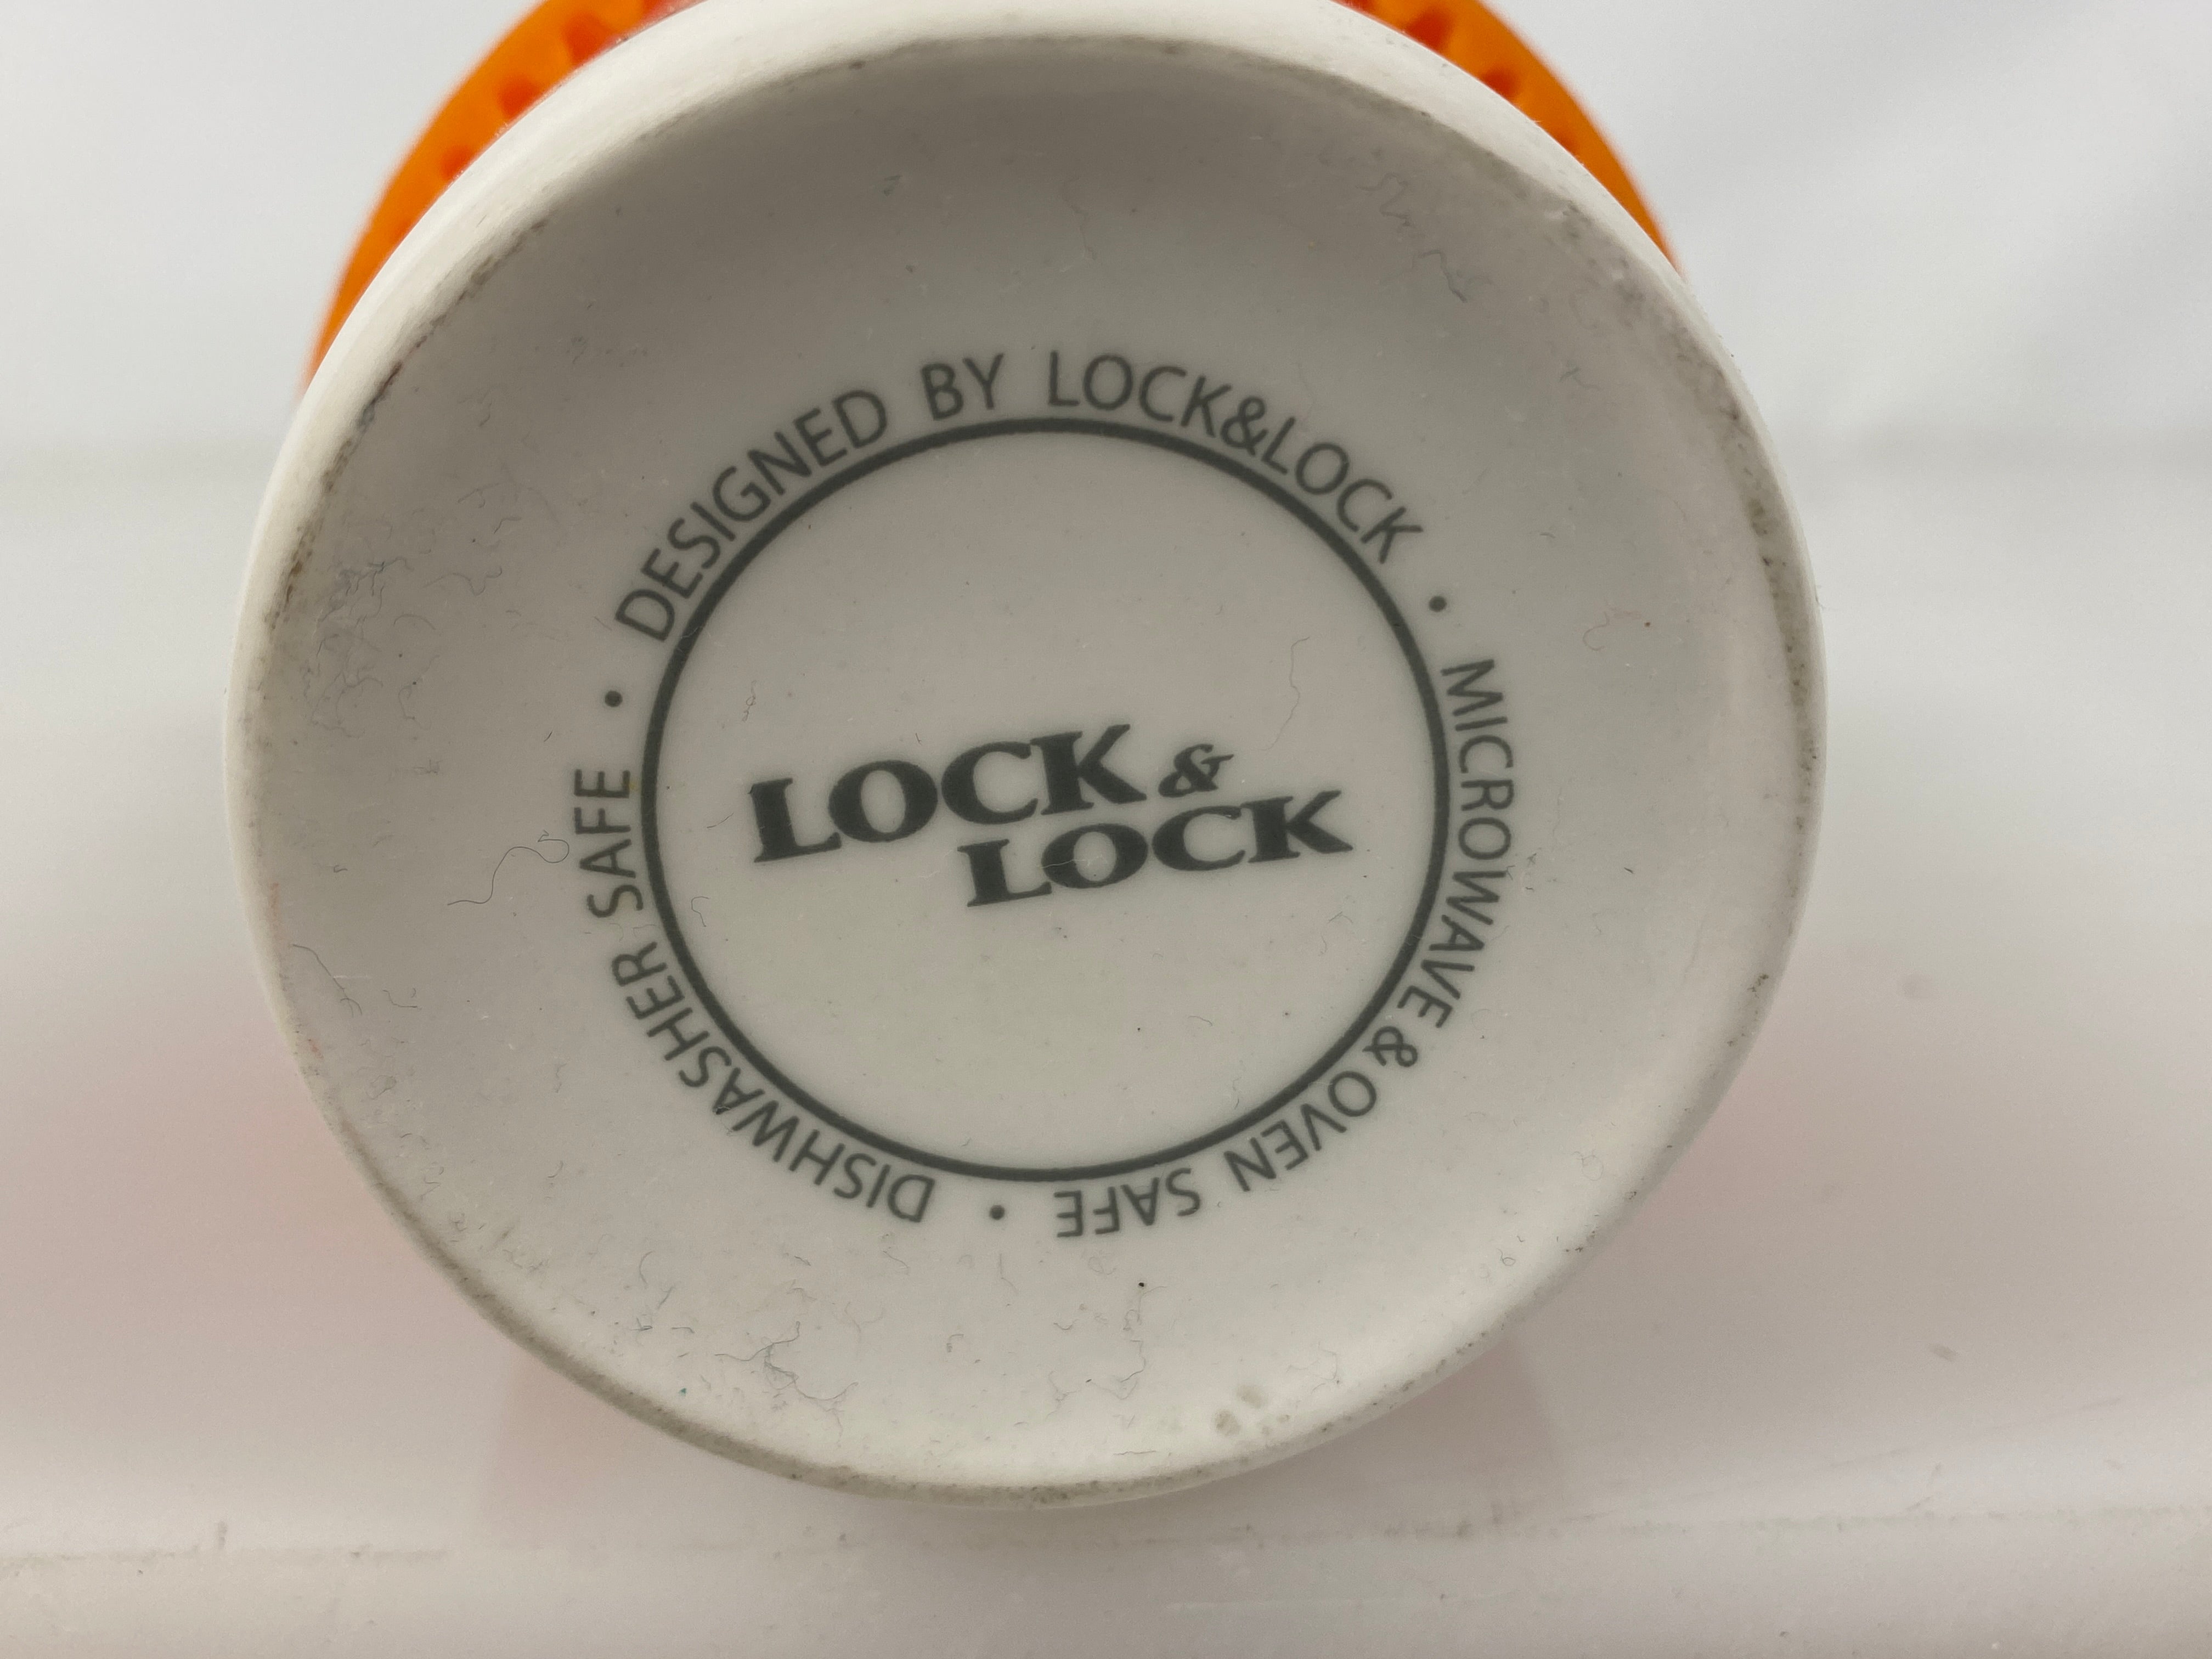 DESIGNED BY LOCK&LOCK • MICROWAVE & OVEN SAFE • DISHWASHER SAFE •
LOCK &
LOCK